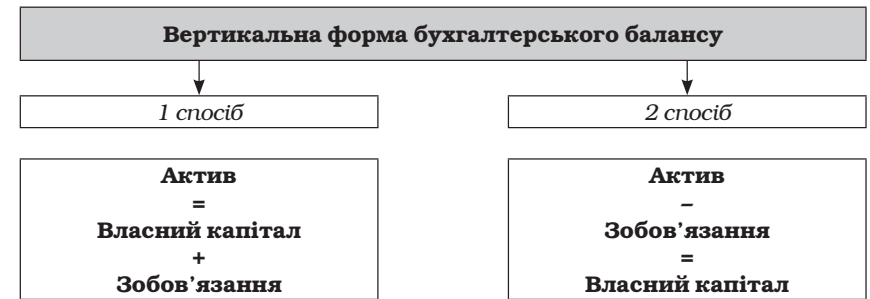 Вертикальна форма бухгалтерського балансу
1 спосіб
2 спосіб
Актив
=
Власний капітал
+
Зобов’язання
Актив
–
Зобов’язання
=
Власний капітал